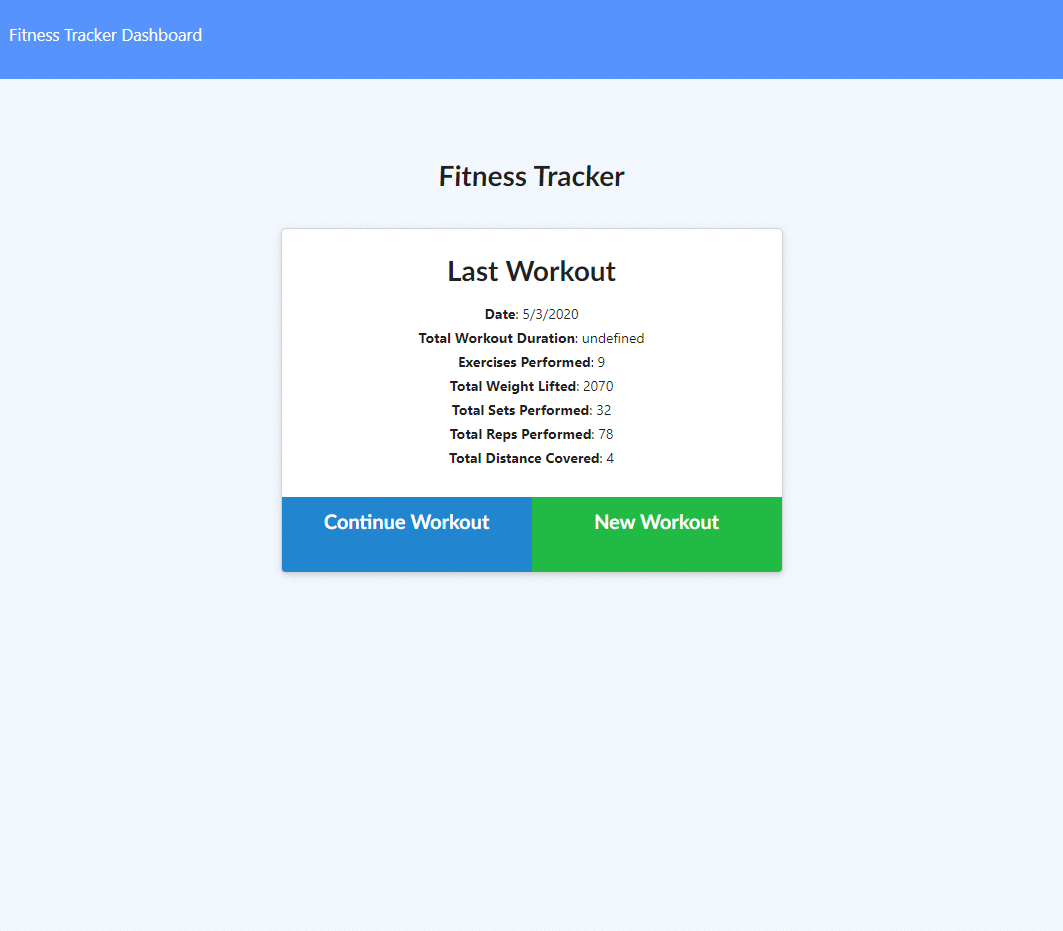 Fitness Tracker Dashboard
Fitness Tracker
Last Workout
Date: 5/3/2020
Total Workout Duration: undefined
Exercises Performed: 9
Total Weight Lifted: 2070
Total Sets Performed: 32
Total Reps Performed: 78
Total Distance Covered: 4
Continue Workout
New Workout